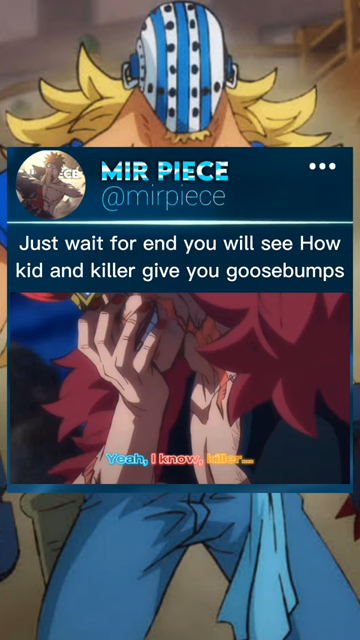 MIR PIECE
@mirpiece
Just wait for end you will see How
kid and killer give you goosebumps
Yeah, I know, killer...